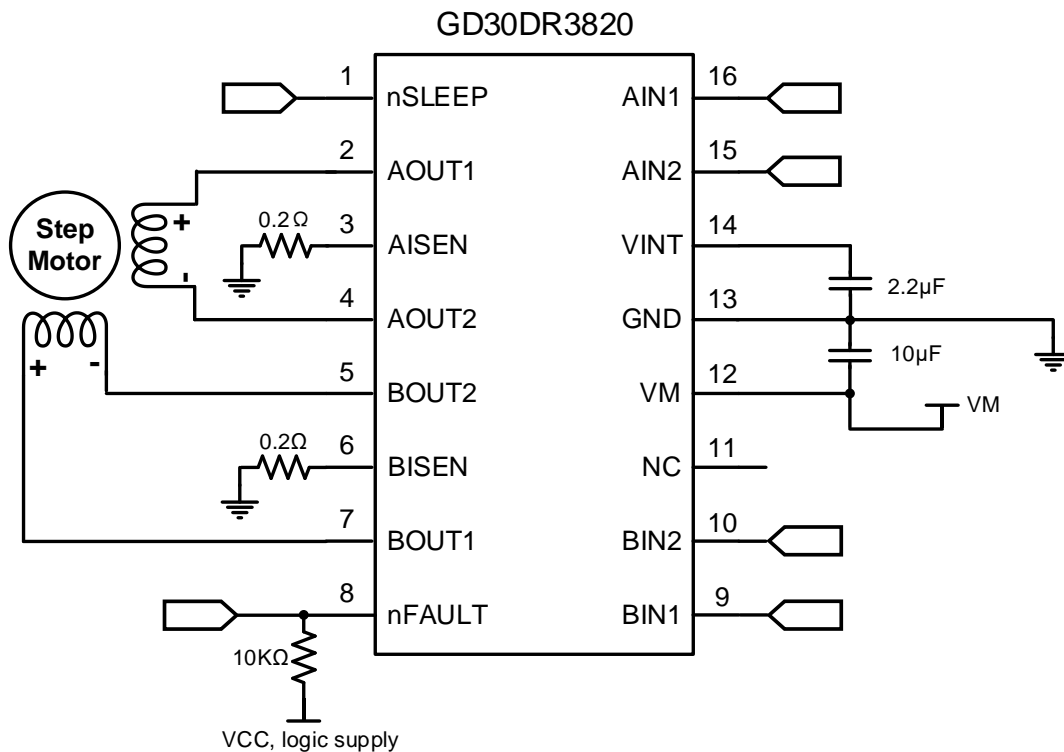 GD30DR3820
1
nSLEEP
AIN1
16
2
AOUT1
AIN2
15
Step
Motor
+
-
0.2Ω
3
AISEN
VINT
14
2.2µF
4
AOUT2
GND
13
10µF
+
-
5
BOUT2
VM
12
VM
0.2Ω
6
BISEN
NC
11
7
BOUT1
BIN2
10
8
nFAULT
BIN1
9
10KΩ
VCC, logic supply